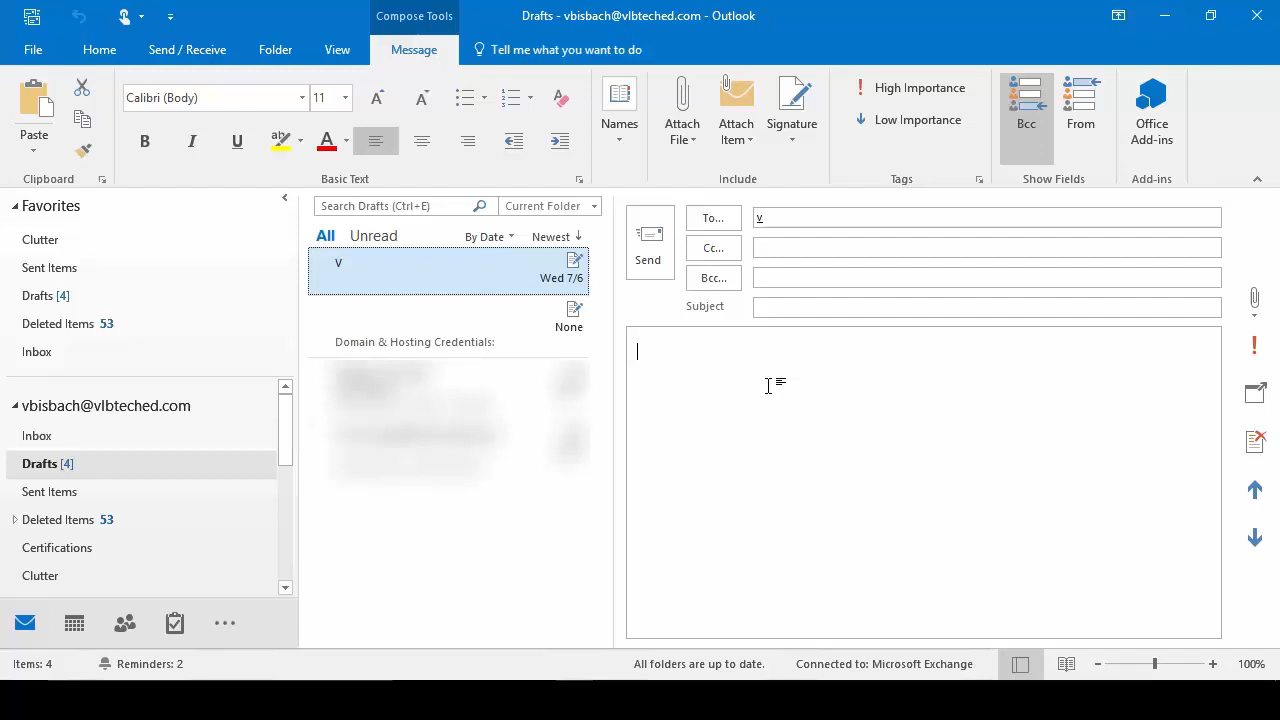 Compose Tools
Drafts - vbisbach@vlbteched.com - Outlook
File Home Send / Receive Folder View Message Tell me what you want to do
Paste
Clipboard
Calibri (Body) 11
B I U ab A
Basic Text
Names
Attach File
Attach Item
Signature
Include
High Importance
Low Importance
Tags
Bcc
From
Show Fields
Office Add-ins
Add-ins
Favorites
Clutter
Sent Items
Drafts [4]
Deleted Items 53
Inbox
vbisbach@vlbteched.com
Inbox
Drafts [4]
Sent Items
Deleted Items 53
Certifications
Clutter
Search Drafts (Ctrl+E) Current Folder
All Unread By Date Newest
V
Wed 7/6
None
Domain & Hosting Credentials:
Send
To... v
Cc...
Bcc...
Subject
Items: 4 Reminders: 2 All folders are up to date. Connected to: Microsoft Exchange 100%